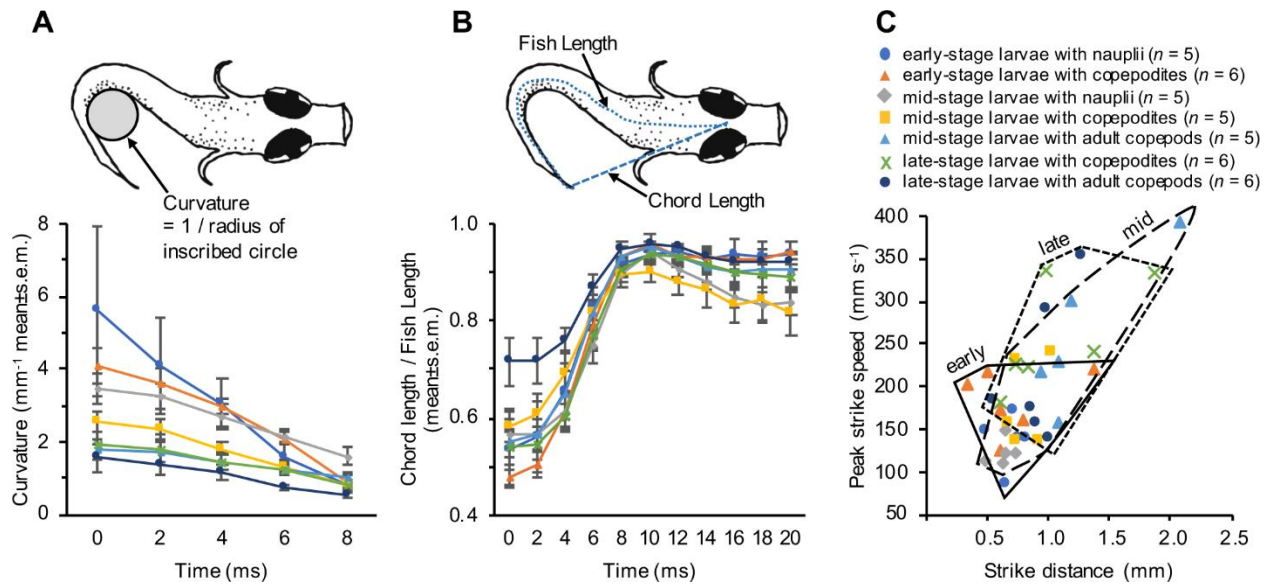 A
Curvature
= 1 / radius of
inscribed circle
Curvature (mm⁻¹ mean±s.e.m.)
8
6
4
2
0
0 2 4 6 8
Time (ms)
B
Fish Length
Chord Length
Chord length / Fish Length
(mean±s.e.m.)
1.0
0.8
0.6
0.4
0 2 4 6 8 10 12 14 16 18 20
Time (ms)
C
early-stage larvae with nauplii (n = 5)
early-stage larvae with copepodites (n = 6)
mid-stage larvae with nauplii (n = 5)
mid-stage larvae with copepodites (n = 5)
mid-stage larvae with adult copepods (n = 5)
late-stage larvae with copepodites (n = 6)
late-stage larvae with adult copepods (n = 6)
Peak strike speed (mm s⁻¹)
400
350
300
250
200
150
100
50
late
mid
early
0.5 1.0 1.5 2.0 2.5
Strike distance (mm)